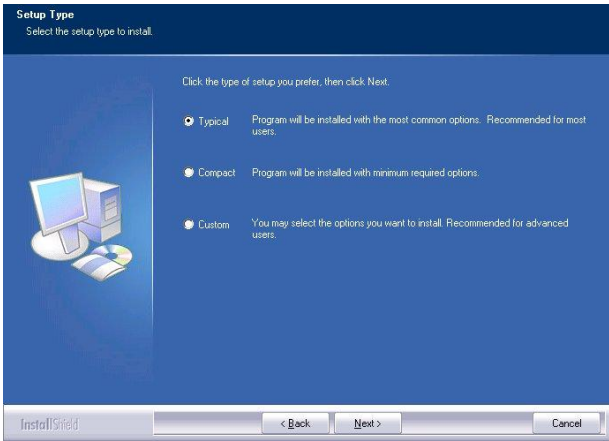 Setup Type
Select the setup type to install.
Click the type of setup you prefer, then click Next.
Typical
Program will be installed with the most common options. Recommended for most
users.
Compact
Program will be installed with minimum required options.
Custom
You may select the options you want to install. Recommended for advanced
users.
InstallShield
< Back
Next >
Cancel